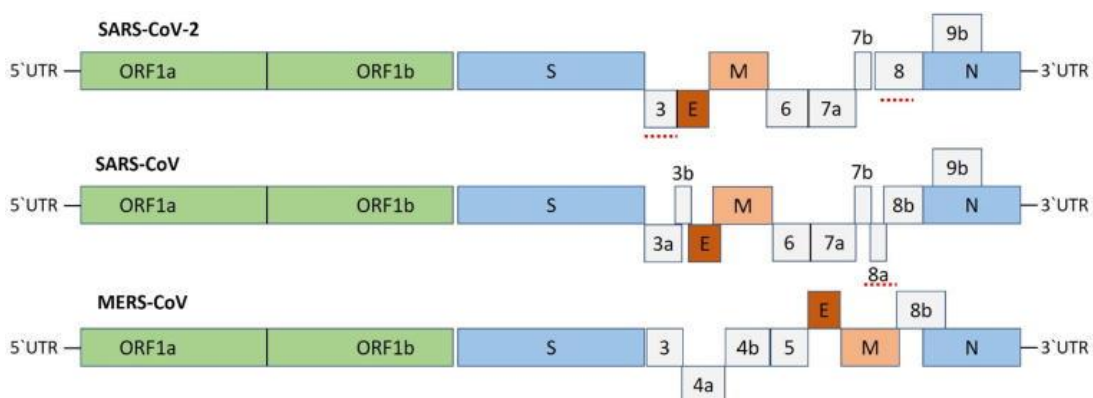 SARS-CoV-2
7b 9b
5`UTR ORF1a ORF1b S M 8 N 3`UTR
3 E 6 7a
SARS-CoV
3b 7b 9b
5`UTR ORF1a ORF1b S M 8b N 3`UTR
3a E 6 7a
8a
MERS-CoV
E 8b
5`UTR ORF1a ORF1b S 3 4b 5 M N 3`UTR
4a